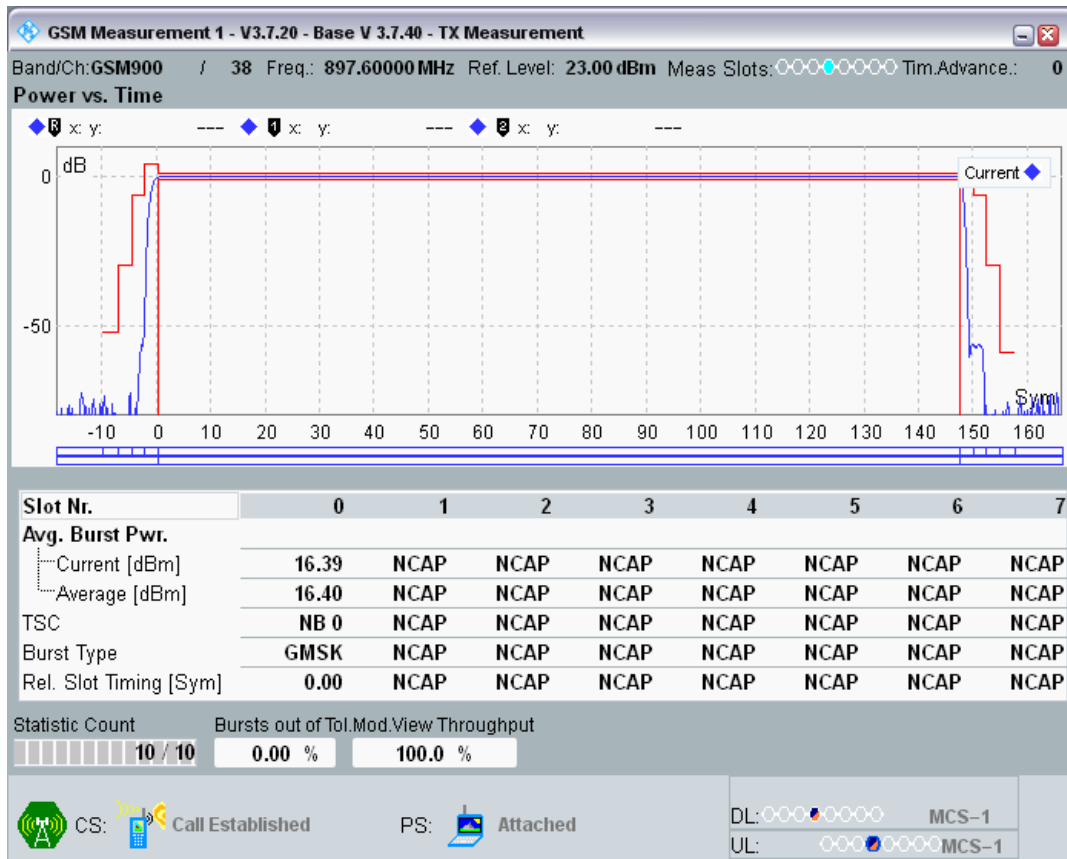 GSM Measurement 1 - V3.7.20 - Base V 3.7.40 - TX Measurement
Band/Ch:GSM900 / 38 Freq.: 897.60000 MHz Ref. Level: 23.00 dBm Meas Slots: Tim.Advance.: 0
Power vs. Time
R x: y: --- 1 x: y: --- 2 x: y: ---
dB
Current
0
-50
Sym
-10 0 10 20 30 40 50 60 70 80 90 100 110 120 130 140 150 160
Slot Nr. 0 1 2 3 4 5 6 7
Avg. Burst Pwr.
Current [dBm] 16.39 NCAP NCAP NCAP NCAP NCAP NCAP NCAP
Average [dBm] 16.40 NCAP NCAP NCAP NCAP NCAP NCAP NCAP
TSC NB 0 NCAP NCAP NCAP NCAP NCAP NCAP NCAP
Burst Type GMSK NCAP NCAP NCAP NCAP NCAP NCAP NCAP
Rel. Slot Timing [Sym] 0.00 NCAP NCAP NCAP NCAP NCAP NCAP NCAP
Statistic Count Bursts out of Tol.Mod.View Throughput
10 / 10 0.00 % 100.0 %
CS: Call Established PS: Attached
DL: MCS-1
UL: MCS-1